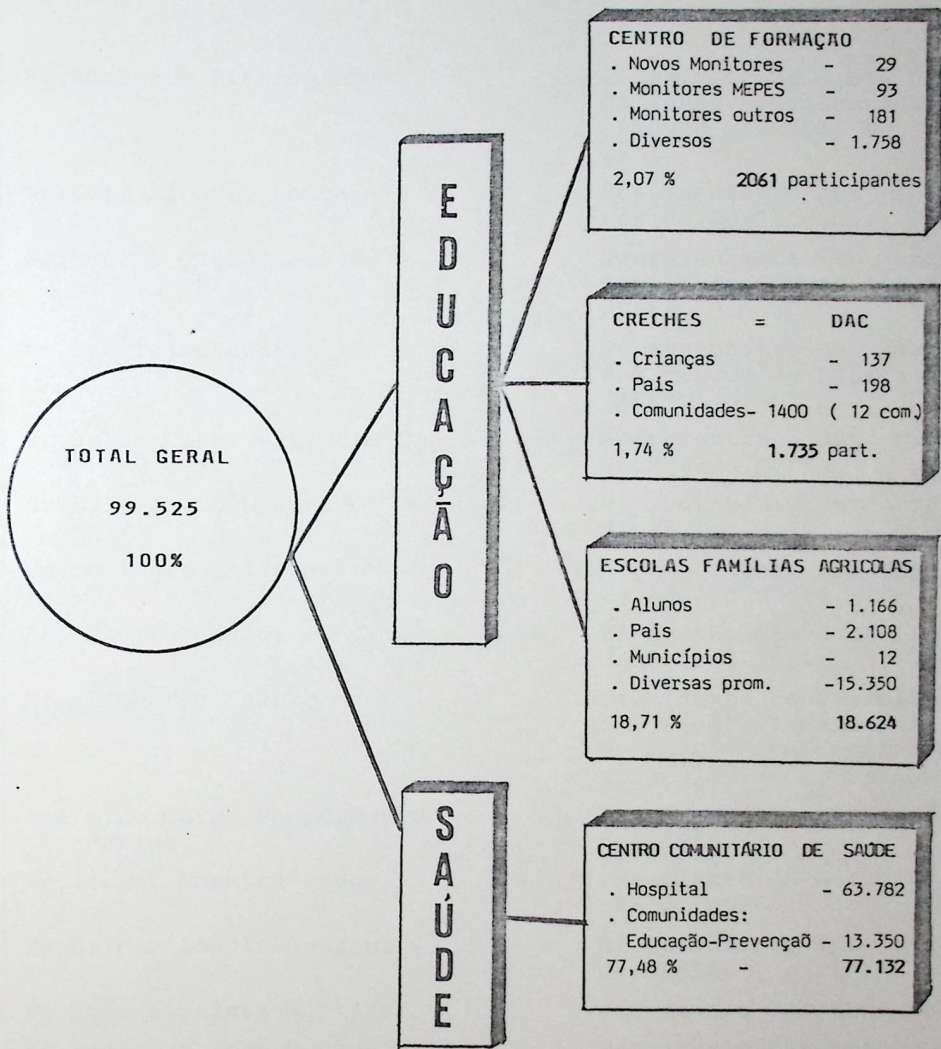 TOTAL GERAL
99.525
100%
EDUCAÇÃO
CENTRO DE FORMAÇÃO
. Novos Monitores - 29
. Monitores MEPES - 93
. Monitores outros - 181
. Diversos - 1.758
2,07 % 2061 participantes
CRECHES = DAC
. Crianças - 137
. Pais - 198
. Comunidades- 1400 ( 12 com.)
1,74 % 1.735 part.
ESCOLAS FAMÍLIAS AGRICOLAS
. Alunos - 1.166
. Pais - 2.108
. Municípios - 12
. Diversas prom. -15.350
18,71 % 18.624
SAÚDE
CENTRO COMUNITÁRIO DE SAÚDE
. Hospital - 63.782
. Comunidades:
Educação-Prevençaõ - 13.350
77,48 % - 77.132